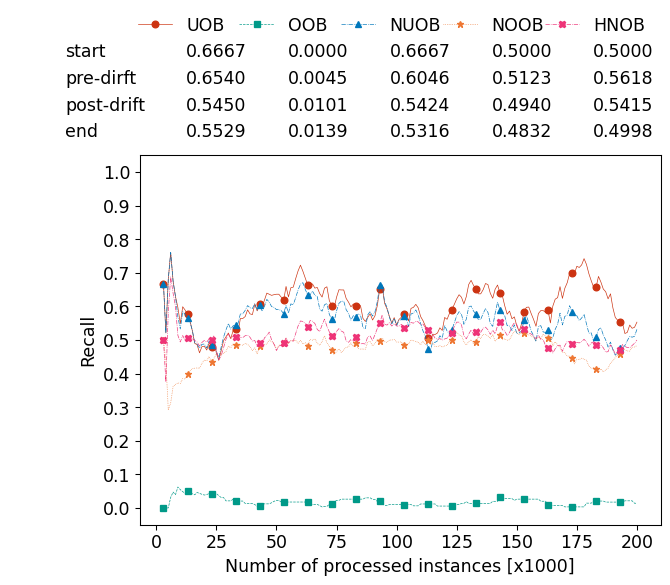 UOB OOB NUOB NOOB HNOB
start 0.6667 0.0000 0.6667 0.5000 0.5000
pre-dirft 0.6540 0.0045 0.6046 0.5123 0.5618
post-drift 0.5450 0.0101 0.5424 0.4940 0.5415
end 0.5529 0.0139 0.5316 0.4832 0.4998
1.0
0.9
0.8
0.7
0.6
0.5
0.4
0.3
0.2
0.1
0.0
Recall
0 25 50 75 100 125 150 175 200
Number of processed instances [x1000]